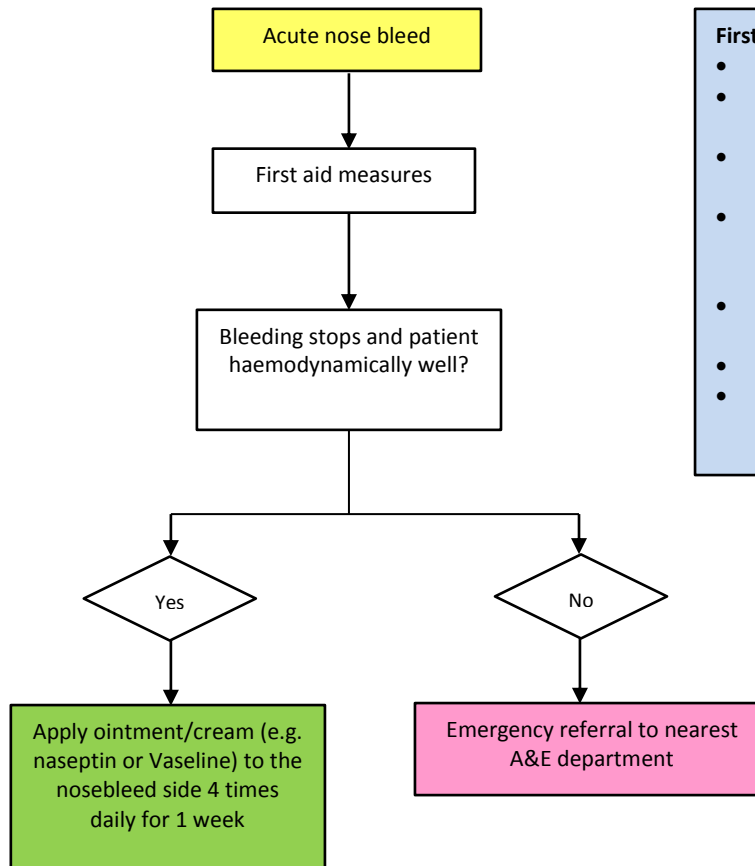 Acute nose bleed
First
•
•
•
•
•
•
•
First aid measures
Bleeding stops and patient
haemodynamically well?
Yes
No
Apply ointment/cream (e.g.
naseptin or Vaseline) to the
nosebleed side 4 times
daily for 1 week
Emergency referral to nearest
A&E department